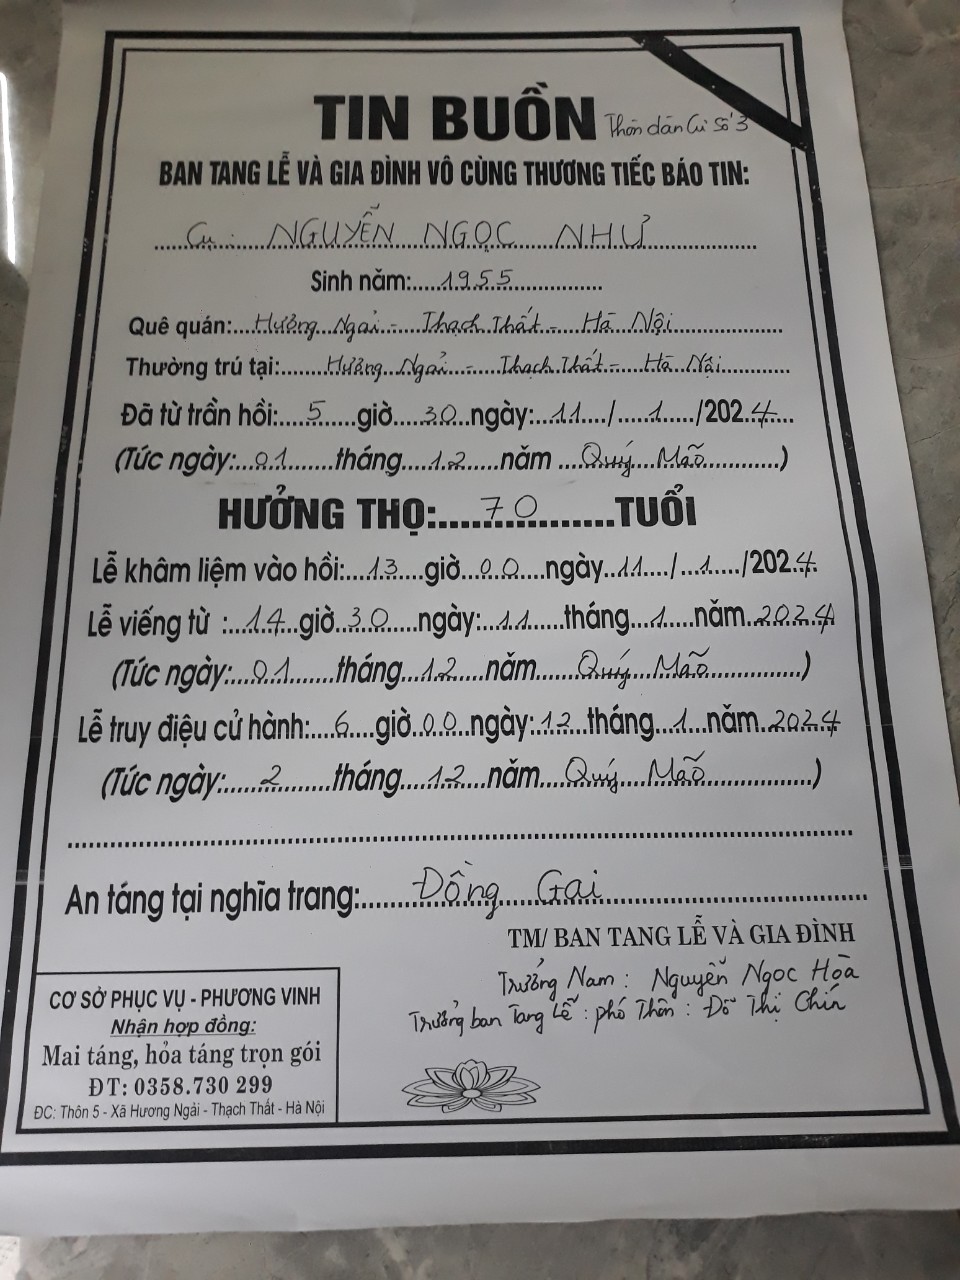 TIN BUỒN Thôn dân Cư Số 3
BAN TANG LỄ VÀ GIA ĐÌNH VÔ CÙNG THƯƠNG TIẾC BÁO TIN:
Cụ: NGUYỄN NGỌC NHƯ
Sinh năm: 1955
Quê quán: Hương Ngải - Thạch Thất - Hà Nội
Thường trú tại: Hương Ngải - Thạch Thất - Hà Nội
Đã từ trần hồi: 5 giờ 30 ngày: 11 / 1 /2024
(Tức ngày: 01 tháng 12 năm Quý Mão)
HƯỞNG THỌ: 70 TUỔI
Lễ khâm liệm vào hồi: 13 giờ 00 ngày 11 / 1 /2024
Lễ viếng từ : 14 giờ 30 ngày: 11 tháng 1 năm 2024
(Tức ngày: 01 tháng 12 năm Quý Mão)
Lễ truy điệu cử hành: 6 giờ 00 ngày: 12 tháng 1 năm 2024
(Tức ngày: 2 tháng 12 năm Quý Mão)
An táng tại nghĩa trang: Đồng Gai
TM/ BAN TANG LỄ VÀ GIA ĐÌNH
Trưởng Nam: Nguyễn Ngọc Hòa
Trưởng ban Tang Lễ: phó Thôn: Đỗ Thị Chín
CƠ SỞ PHỤC VỤ - PHƯƠNG VINH
Nhận hợp đồng:
Mai táng, hỏa táng trọn gói
ĐT: 0358.730 299
ĐC: Thôn 5 - Xã Hương Ngải - Thạch Thất - Hà Nội